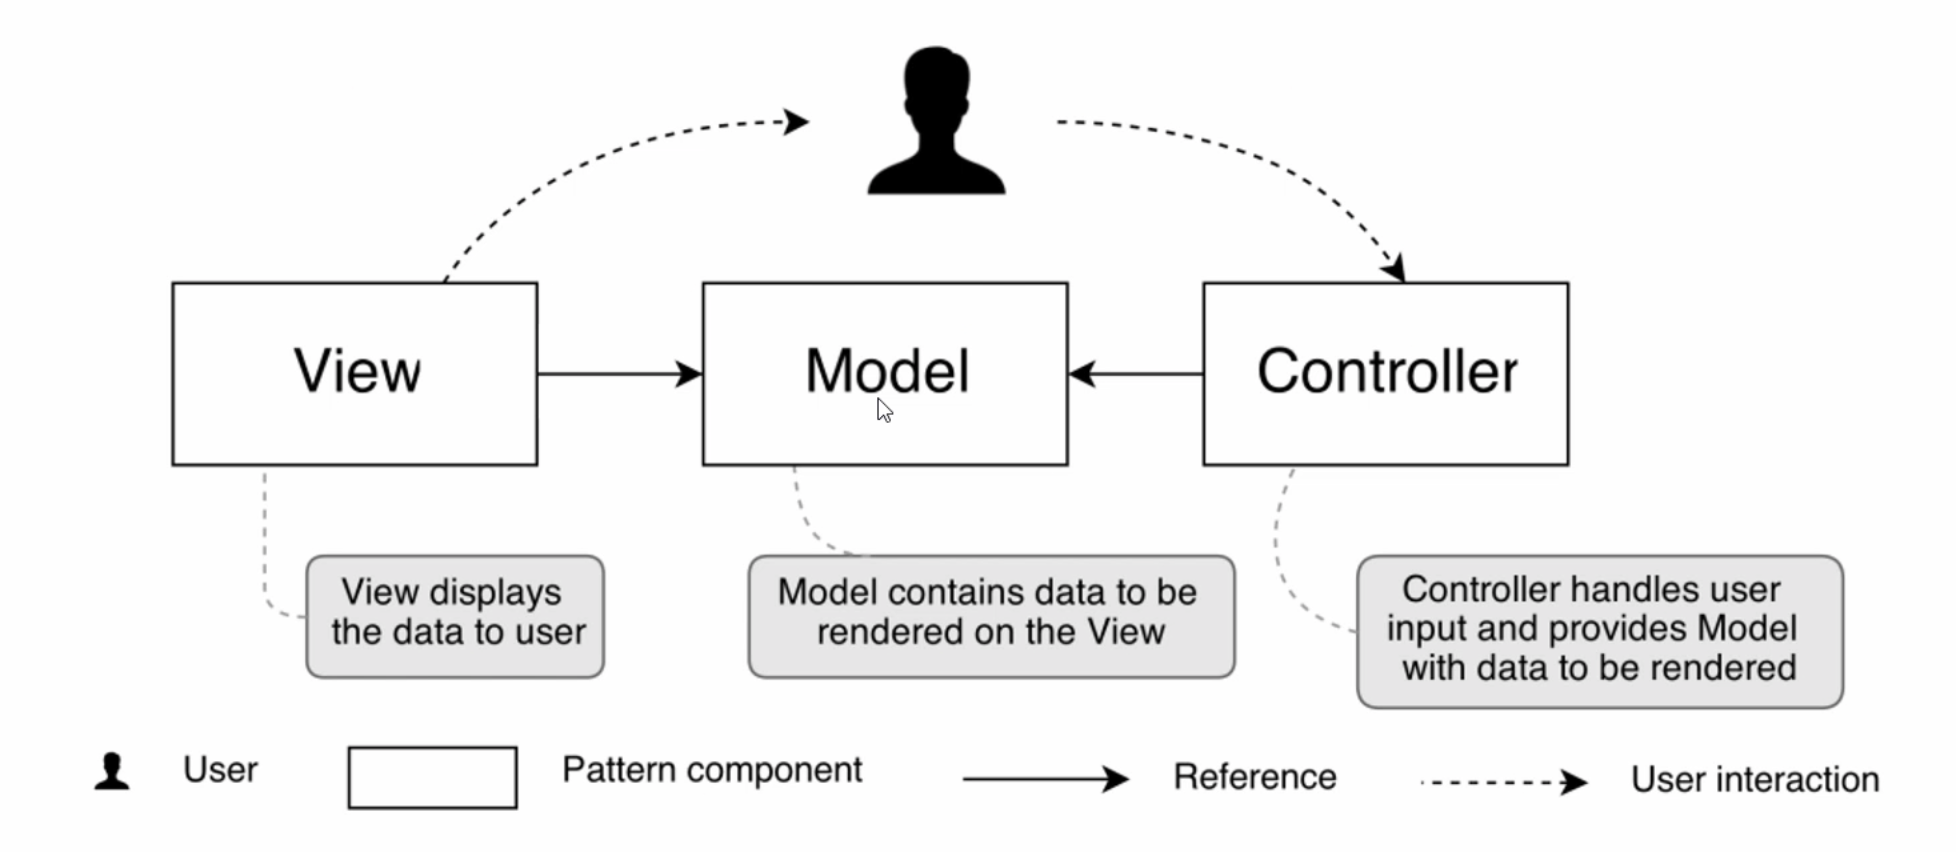 View
Model
Controller
View displays
the data to user
Model contains data to be
rendered on the View
Controller handles user
input and provides Model
with data to be rendered
User
Pattern component
Reference
User interaction